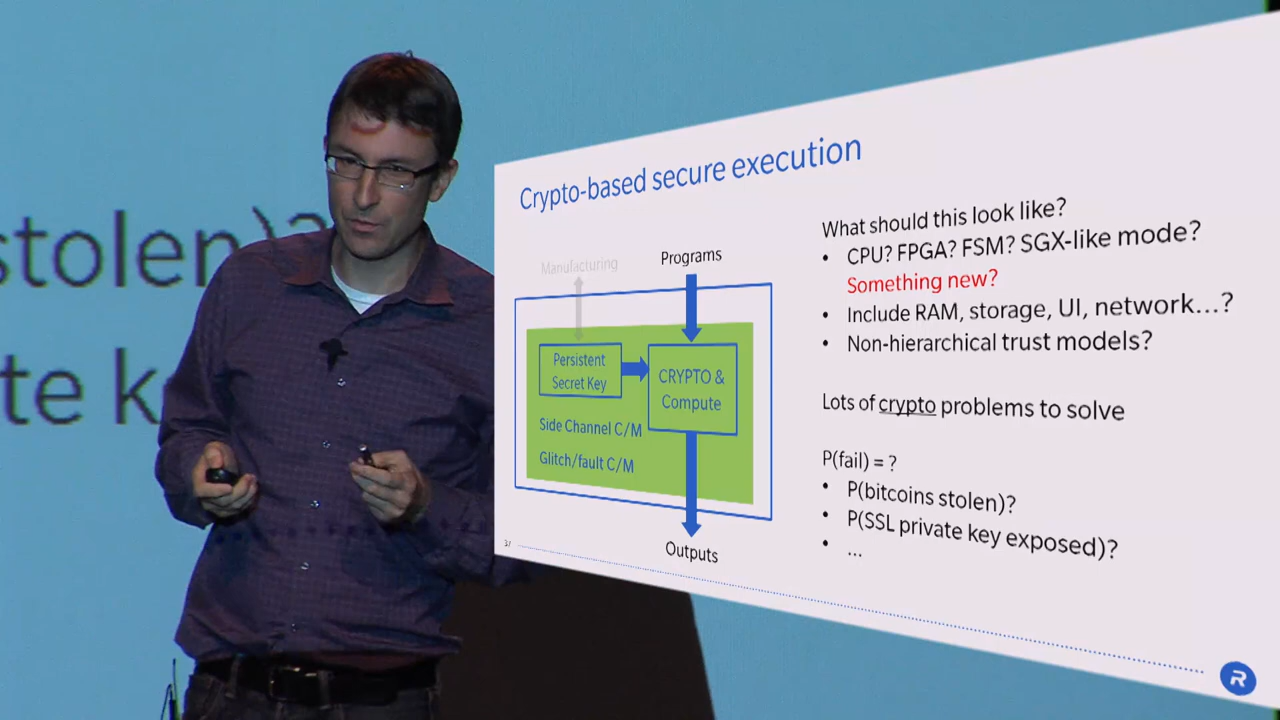 stolen)?
te k
Crypto-based secure execution
Manufacturing
Programs
Persistent
Secret Key
CRYPTO &
Compute
Side Channel C/M
Glitch/fault C/M
Outputs
What should this look like?
• CPU? FPGA? FSM? SGX-like mode?
Something new?
• Include RAM, storage, UI, network...?
• Non-hierarchical trust models?
Lots of crypto problems to solve
P(fail) = ?
• P(bitcoins stolen)?
• P(SSL private key exposed)?
• ...
37
R